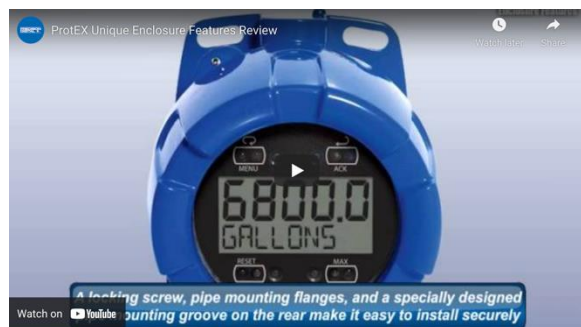 ProtEX Unique Enclosure Features Review
Watch later
Share
MENU
ACK
6800.0
GALLONS
RESET
MAX
A locking screw, pipe mounting flanges, and a specially designed
mounting groove on the rear make it easy to install securely
Watch on YouTube